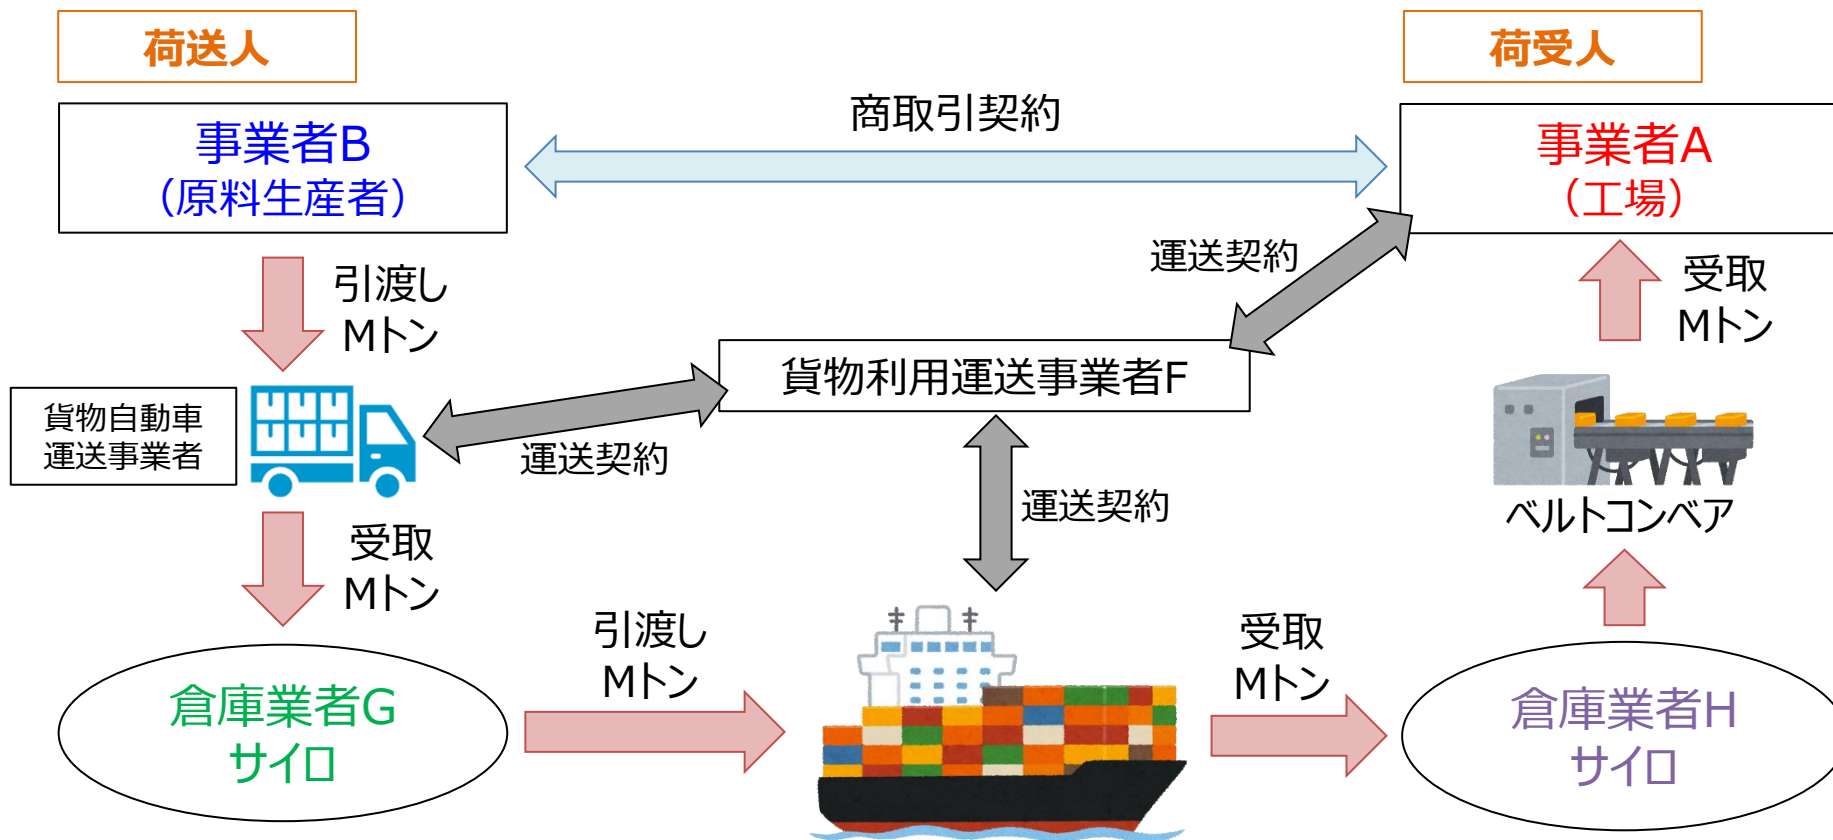 荷送人
荷受人
事業者B
（原料生産者）
商取引契約
事業者A
（工場）
運送契約
引渡し
Mトン
受取
Mトン
貨物利用運送事業者F
貨物自動車
運送事業者
運送契約
運送契約
ベルトコンベア
受取
Mトン
引渡し
Mトン
受取
Mトン
倉庫業者G
サイロ
倉庫業者H
サイロ